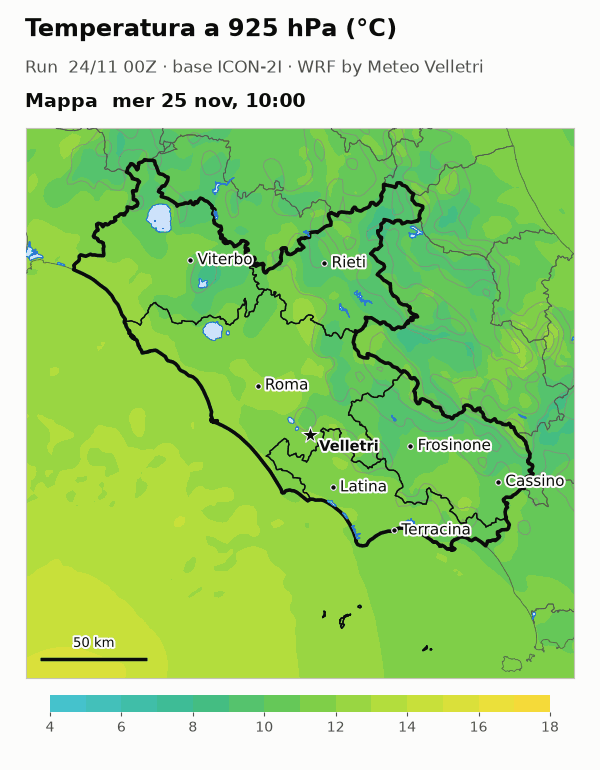 Temperatura a 925 hPa (°C)
Run  24/11 00Z · base ICON-2I · WRF by Meteo Velletri
Mappa  mer 25 nov, 10:00
Viterbo
Rieti
Roma
Velletri
Frosinone
Latina
Cassino
Terracina
50 km
4 6 8 10 12 14 16 18